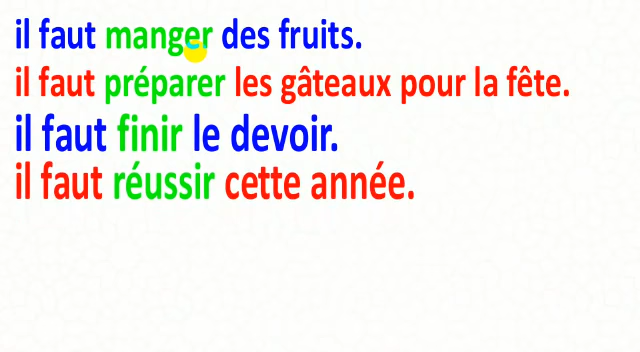 il faut manger des fruits.
il faut préparer les gâteaux pour la fête.
il faut finir le devoir.
il faut réussir cette année.